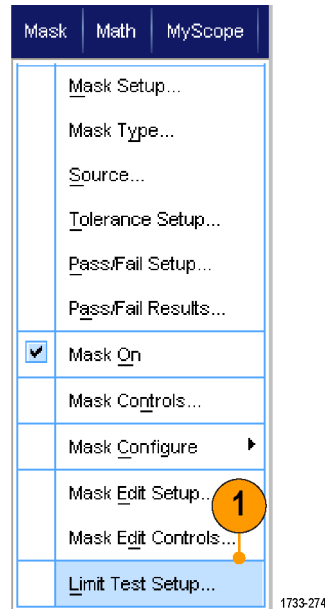 Mask Math MyScope
Mask Setup...
Mask Type...
Source...
Tolerance Setup...
Pass/Fail Setup...
Pass/Fail Results...
Mask On
Mask Controls...
Mask Configure
Mask Edit Setup...
1
Mask Edit Controls...
Limit Test Setup...
1733-274